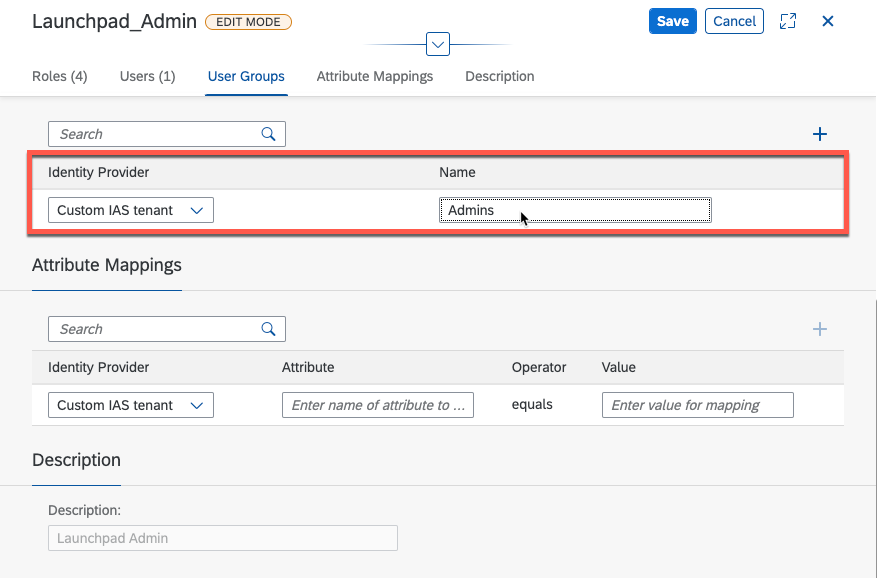 Launchpad_Admin EDIT MODE Save Cancel
Roles (4) Users (1) User Groups Attribute Mappings Description
Search
Identity Provider Name
Custom IAS tenant Admins
Attribute Mappings
Search
Identity Provider Attribute Operator Value
Custom IAS tenant Enter name of attribute to ... equals Enter value for mapping
Description
Description:
Launchpad Admin